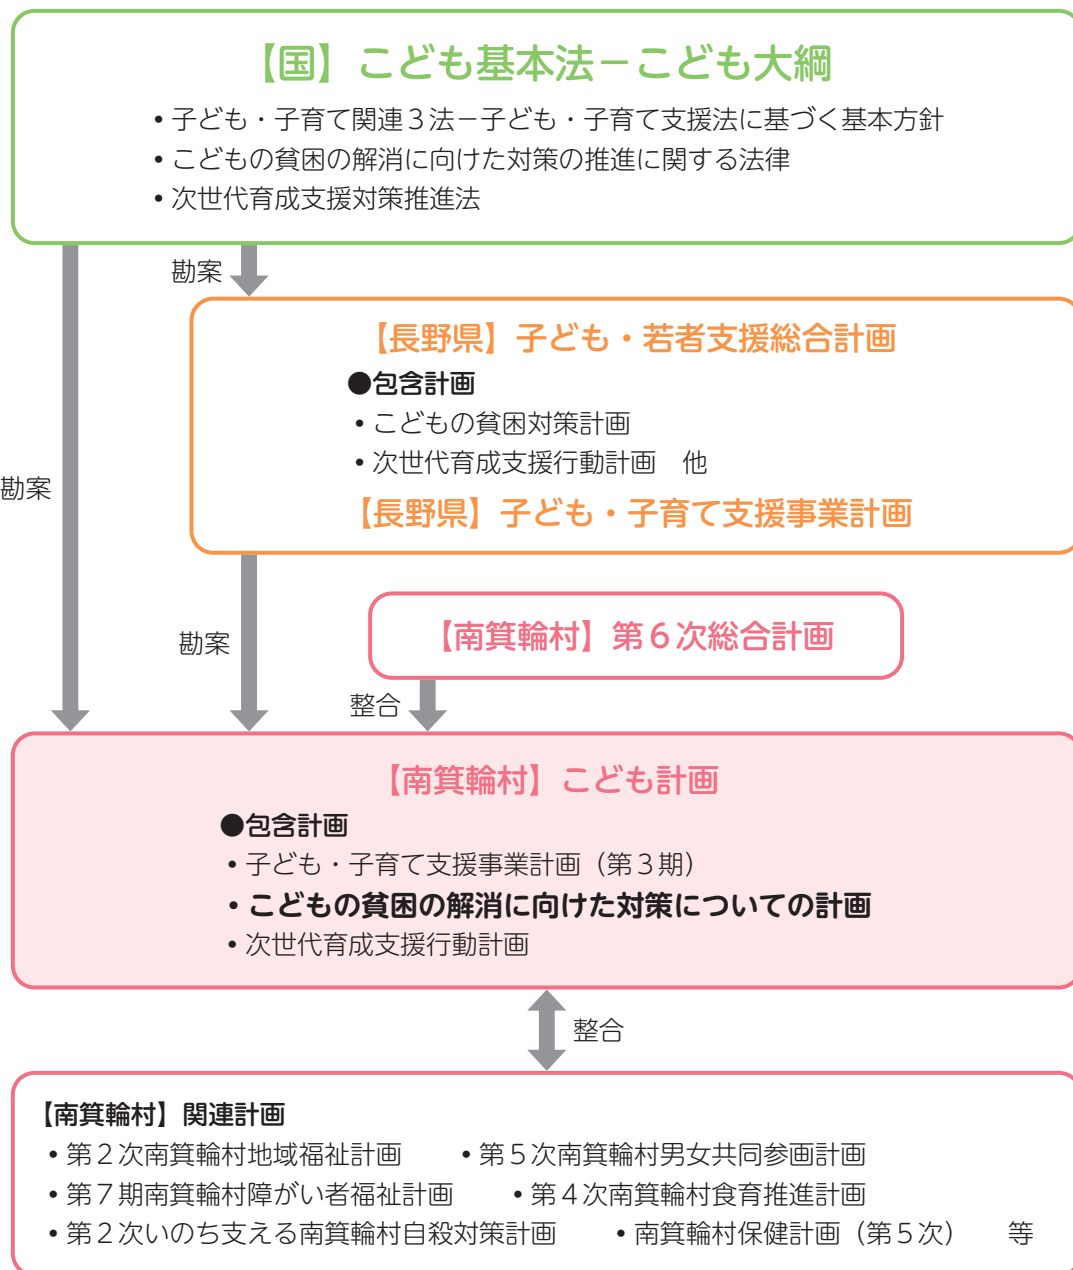 【国】こども基本法－こども大綱
• 子ども・子育て関連３法－子ども・子育て支援法に基づく基本方針
• こどもの貧困の解消に向けた対策の推進に関する法律
• 次世代育成支援対策推進法
勘案
【長野県】子ども・若者支援総合計画
●包含計画
• こどもの貧困対策計画
• 次世代育成支援行動計画　他
勘案
【長野県】子ども・子育て支援事業計画
【南箕輪村】第６次総合計画
勘案
整合
【南箕輪村】こども計画
●包含計画
• 子ども・子育て支援事業計画（第３期）
• こどもの貧困の解消に向けた対策についての計画
• 次世代育成支援行動計画
整合
【南箕輪村】関連計画
• 第２次南箕輪村地域福祉計画　• 第５次南箕輪村男女共同参画計画
• 第７期南箕輪村障がい者福祉計画　• 第４次南箕輪村食育推進計画
• 第２次いのち支える南箕輪村自殺対策計画　• 南箕輪村保健計画（第５次）　等